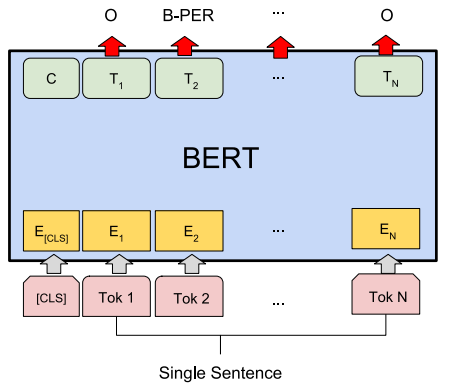 O B-PER ... O
C T1 T2 ... TN
BERT
E[CLS] E1 E2 ... EN
[CLS] Tok 1 Tok 2 ... Tok N
Single Sentence